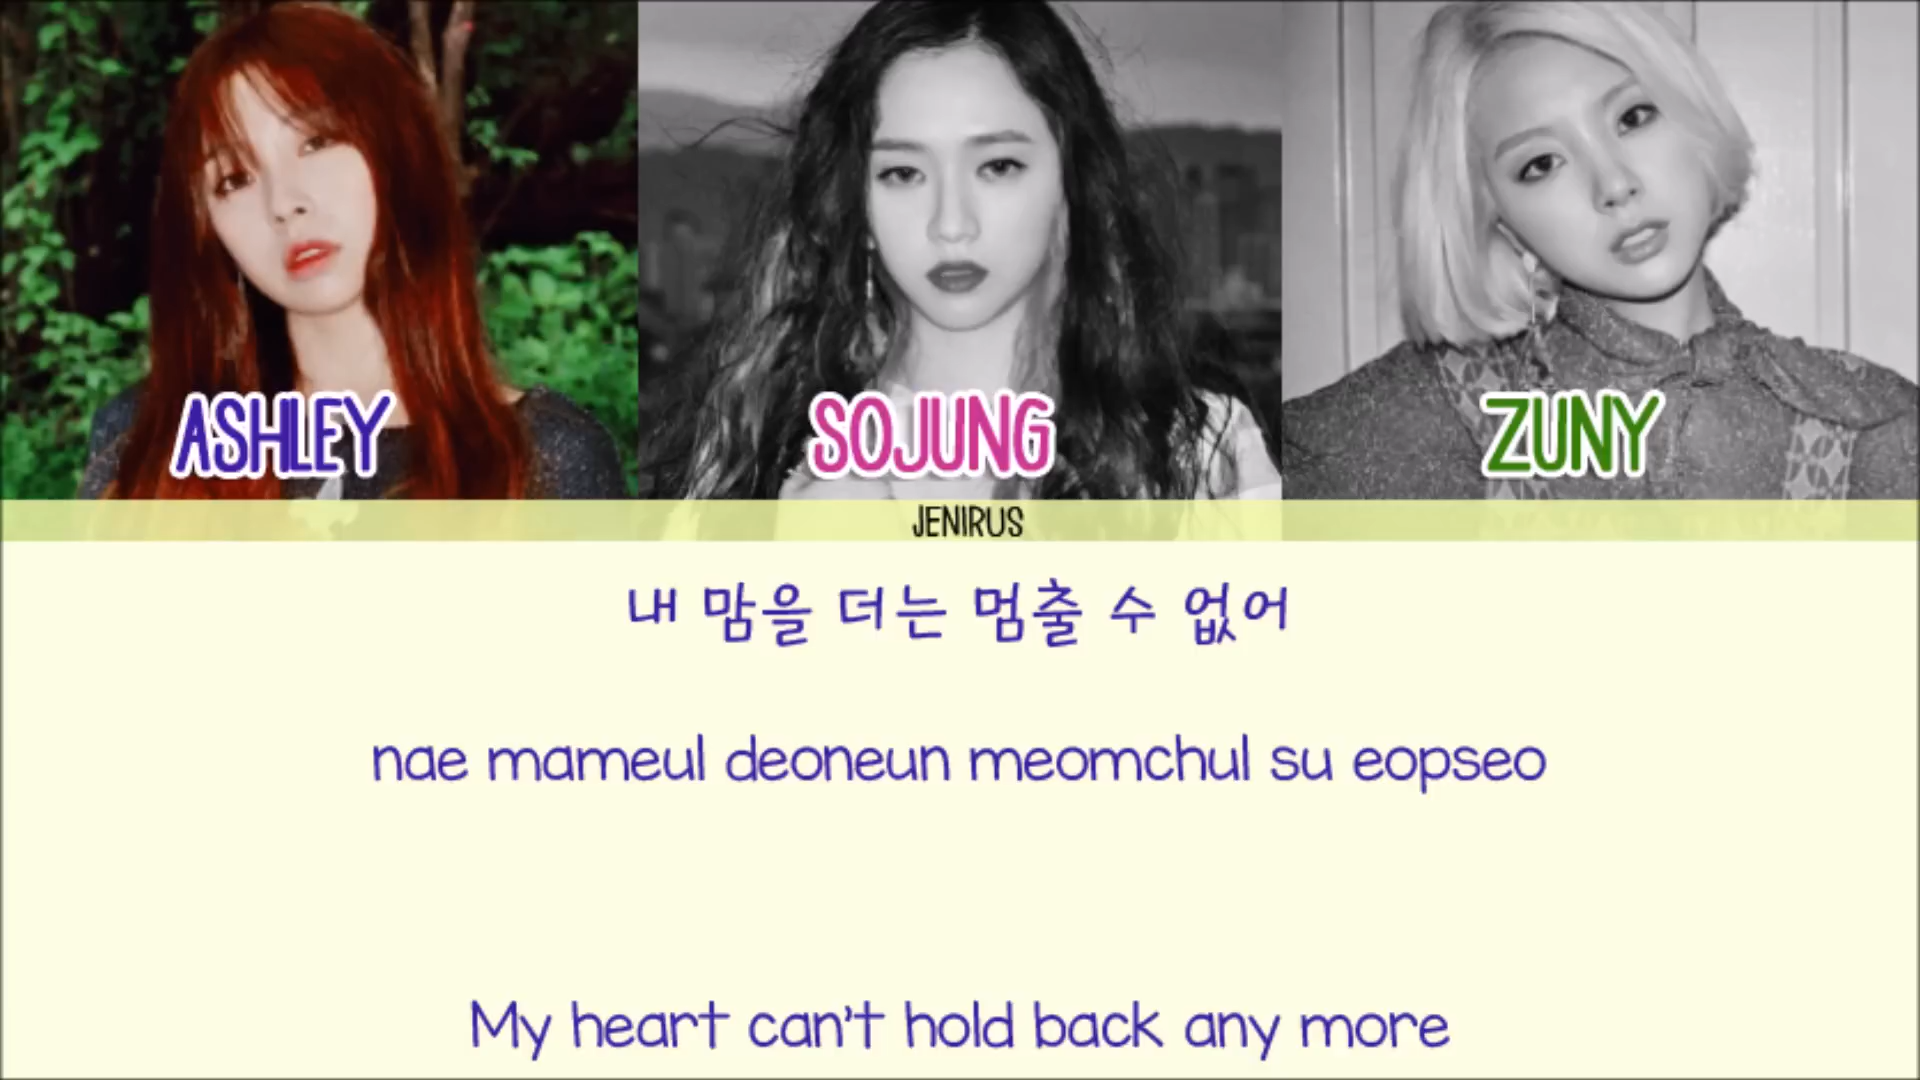 ASHLEY SOJUNG ZUNY
JENIRUS
내 맘을 더는 멈출 수 없어
nae mameul deoneun meomchul su eopseo
My heart can't hold back any more